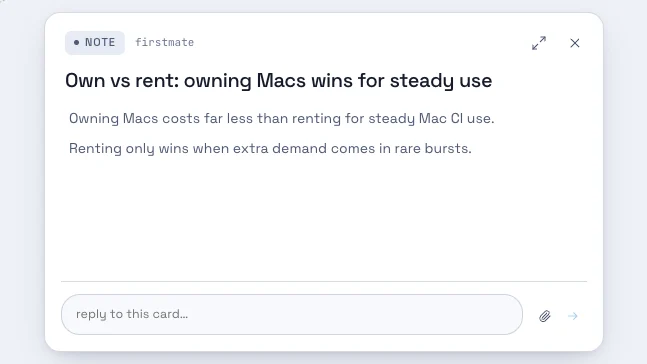 NOTE firstmate
Own vs rent: owning Macs wins for steady use
Owning Macs costs far less than renting for steady Mac CI use.
Renting only wins when extra demand comes in rare bursts.
reply to this card...